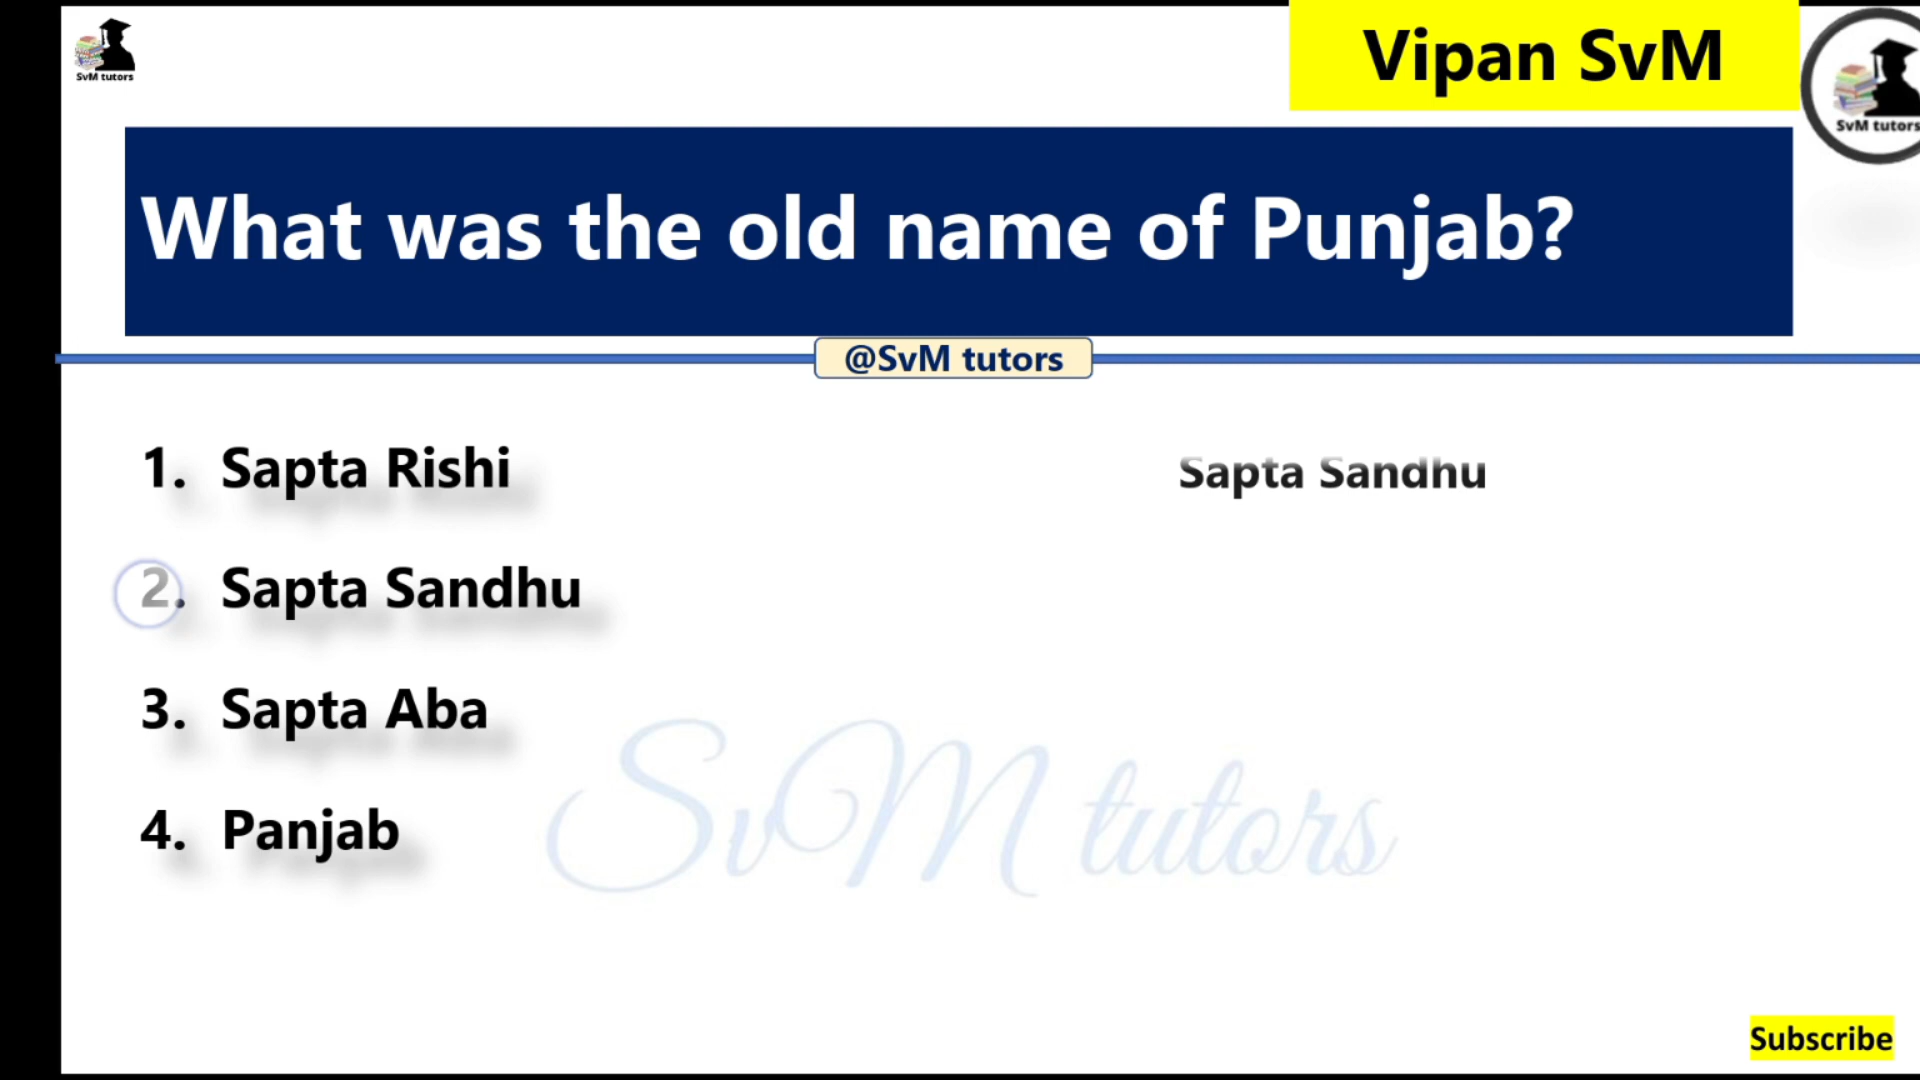 SvM tutors
Vipan SvM
SvM tutors
What was the old name of Punjab?
@SvM tutors
1. Sapta Rishi
Sapta Sandhu
2. Sapta Sandhu
3. Sapta Aba
4. Panjab
SvM tutors
Subscribe